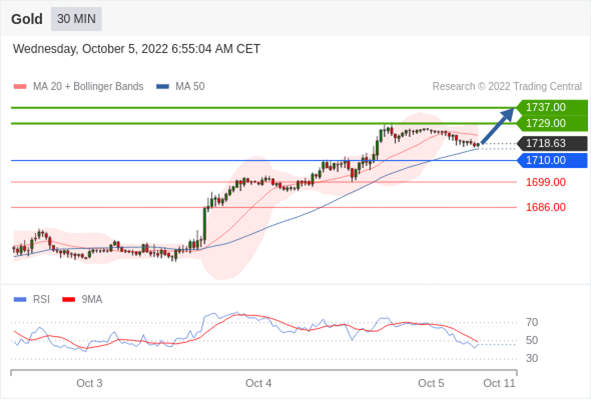 Gold 30 MIN
Wednesday, October 5, 2022 6:55:04 AM CET
MA 20 + Bollinger Bands MA 50 Research © 2022 Trading Central
1737.00
1729.00
1718.63
1710.00
1699.00
1686.00
RSI 9MA
70
50
30
Oct 3 Oct 4 Oct 5 Oct 11